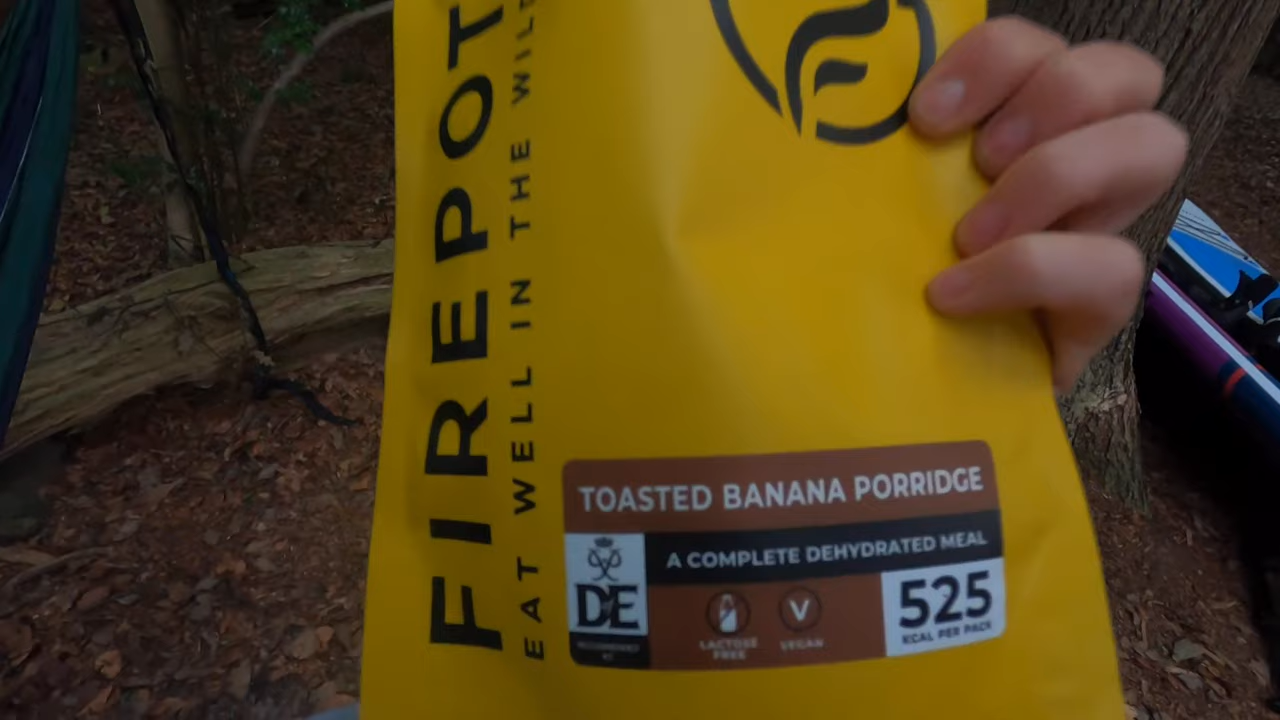 FIREPOT
EAT WELL IN THE WILD
TOASTED BANANA PORRIDGE
A COMPLETE DEHYDRATED MEAL
DofE
LACTOSE
FREE
V
VEGAN
525
KCAL PER PACK